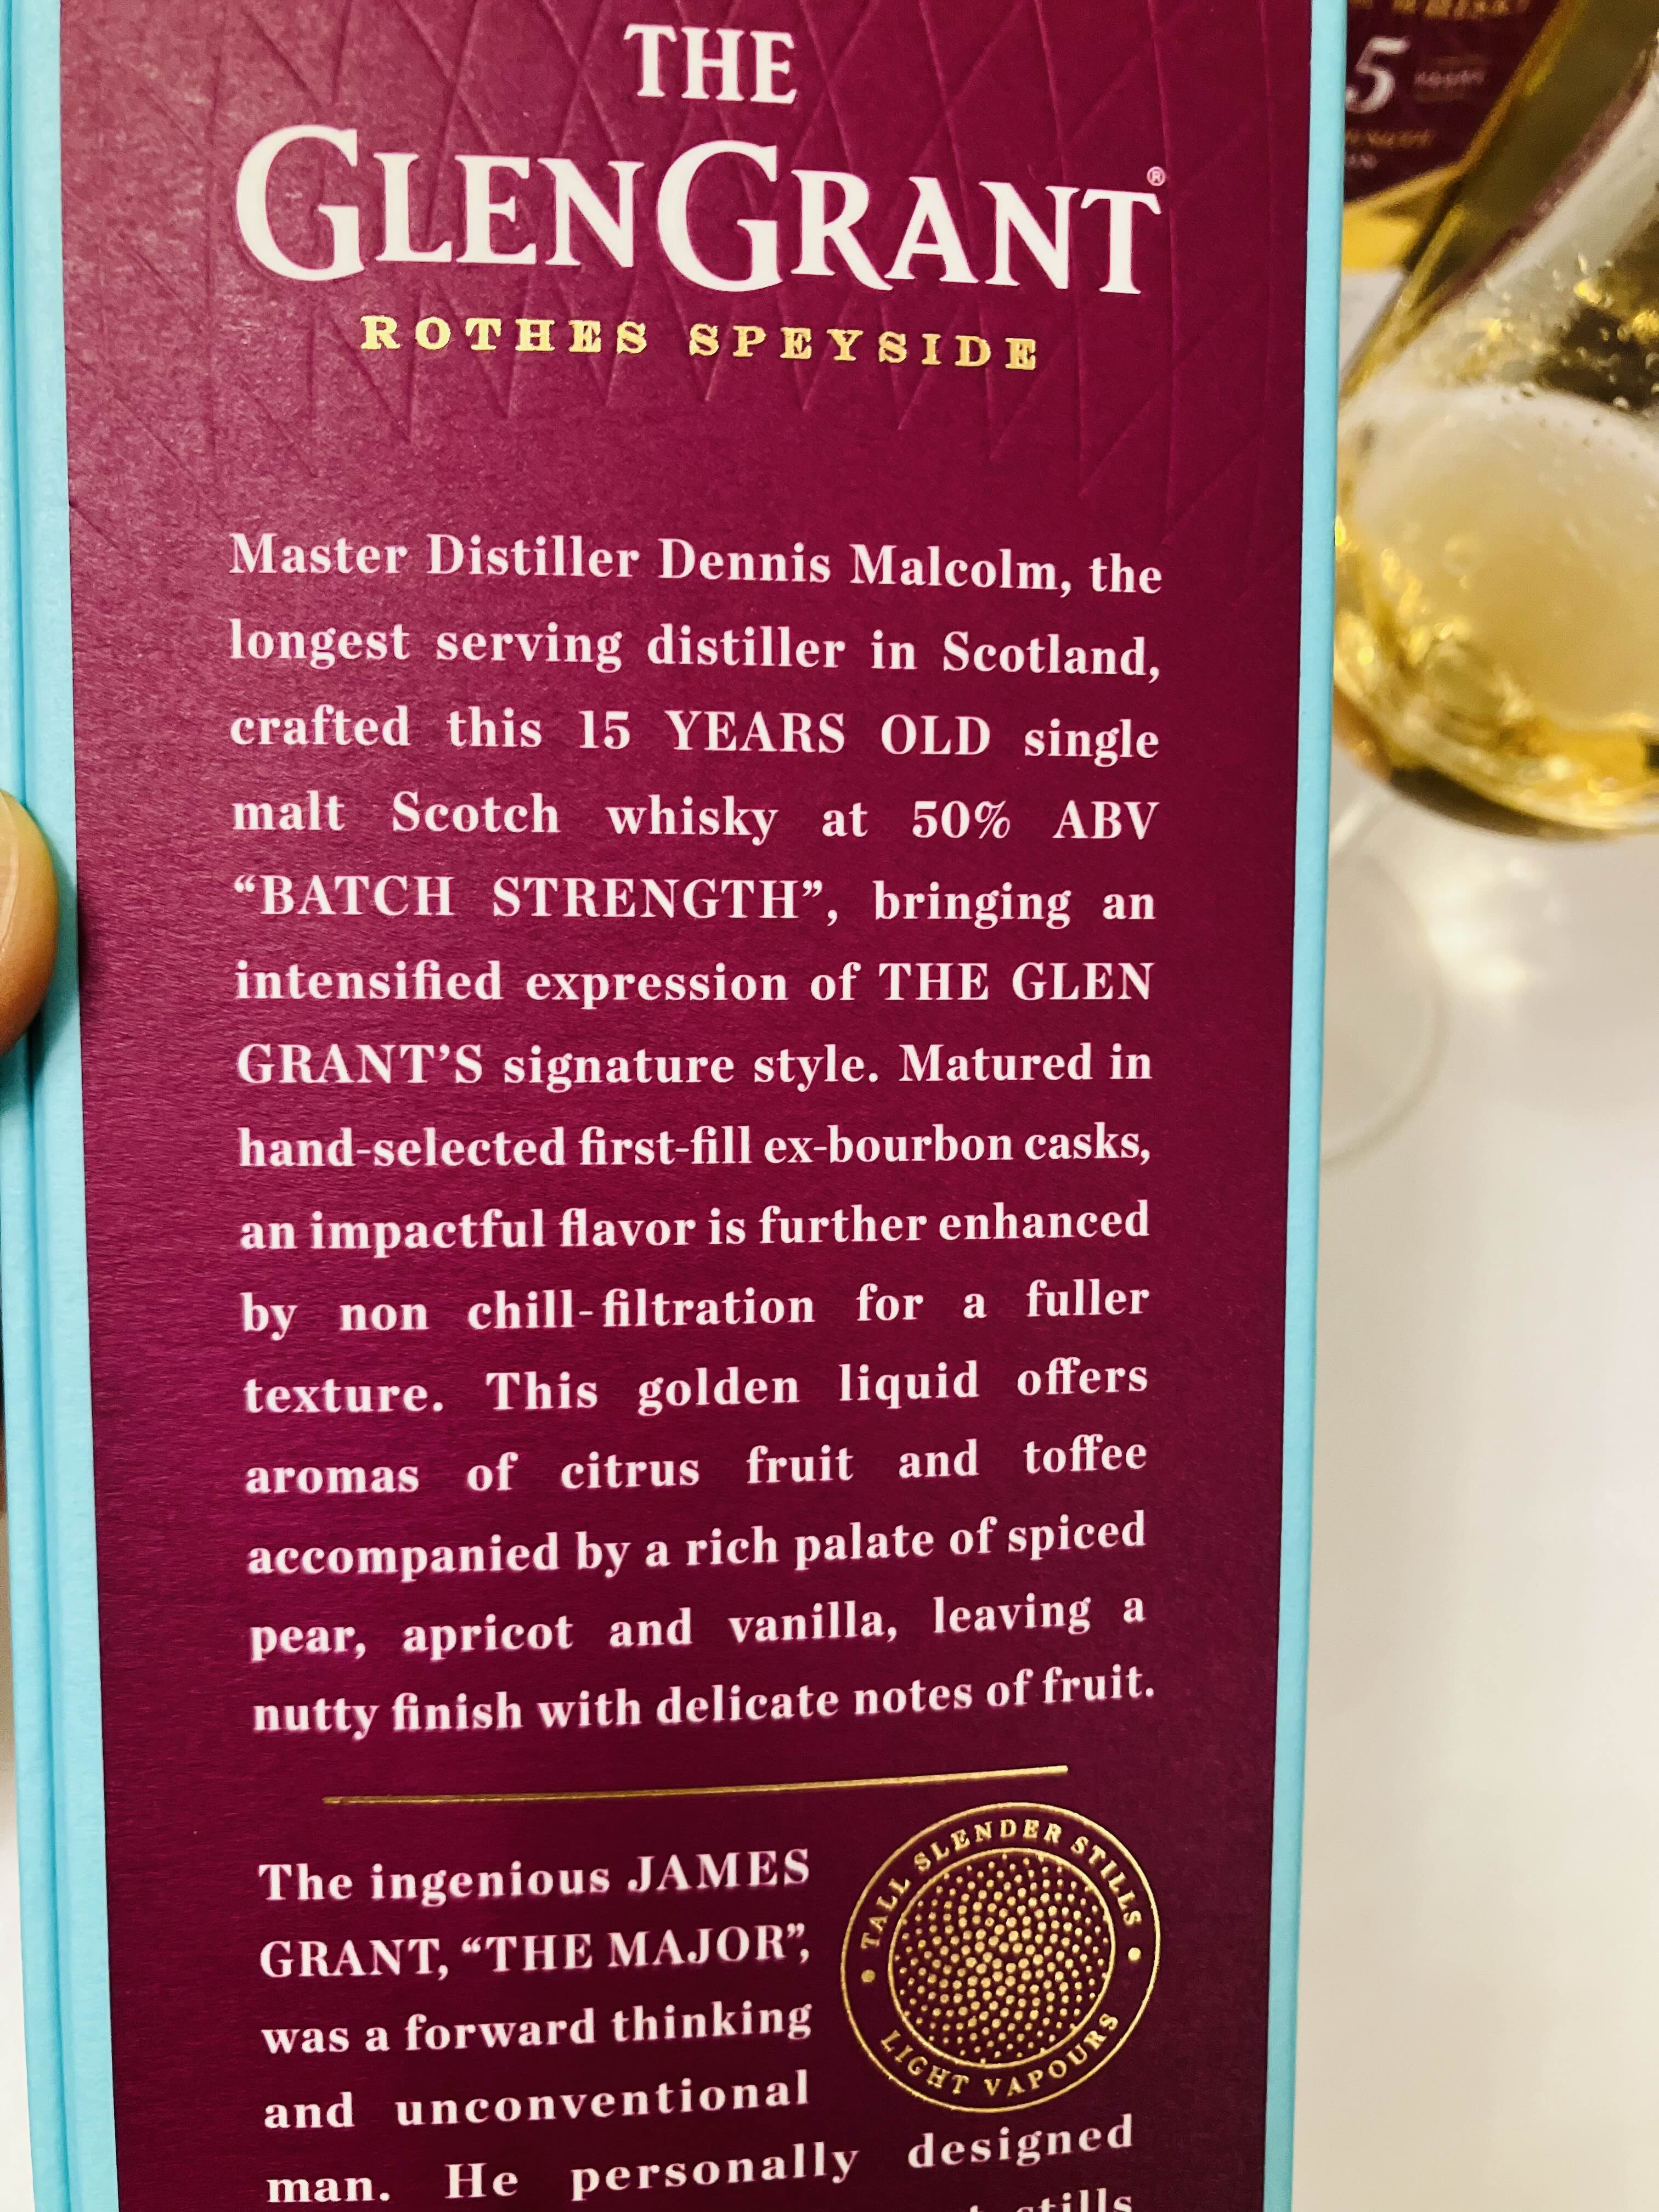 THE
GLENGRANT®
ROTHES SPEYSIDE
Master Distiller Dennis Malcolm, the
longest serving distiller in Scotland,
crafted this 15 YEARS OLD single
malt Scotch whisky at 50% ABV
“BATCH STRENGTH”, bringing an
intensified expression of THE GLEN
GRANT’S signature style. Matured in
hand-selected first-fill ex-bourbon casks,
an impactful flavor is further enhanced
by non chill-filtration for a fuller
texture. This golden liquid offers
aromas of citrus fruit and toffee
accompanied by a rich palate of spiced
pear, apricot and vanilla, leaving a
nutty finish with delicate notes of fruit.
The ingenious JAMES
GRANT, “THE MAJOR”,
was a forward thinking
and unconventional
man. He personally designed
stills
TALL SLENDER STILLS
LIGHT VAPOURS
5